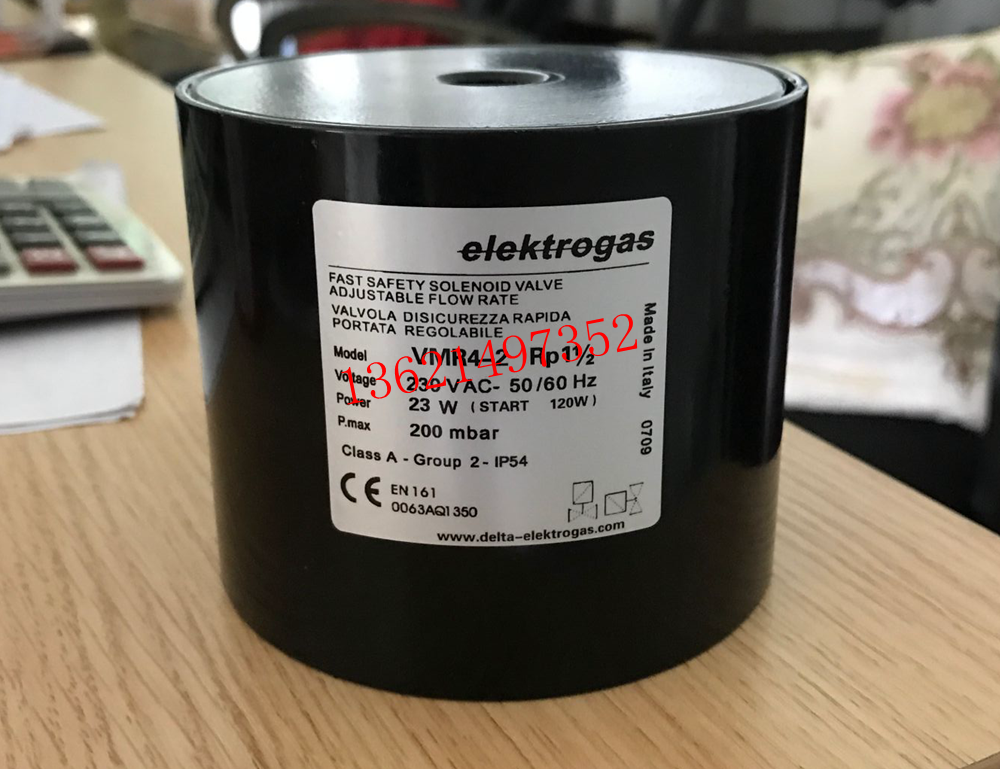 elektrogas
FAST SAFETY SOLENOID VALVE
ADJUSTABLE FLOW RATE
VALVOLA DISICUREZZA RAPIDA
PORTATA REGOLABILE
Model VMR4-2 Rp1½
Voltage 230 VAC- 50/60 Hz
Power 23 W (START 120W)
P.max 200 mbar
Class A - Group 2 - IP54
CE EN161
0063AQ1350
www.delta-elektrogas.com
Made In Italy 0709
13621497352